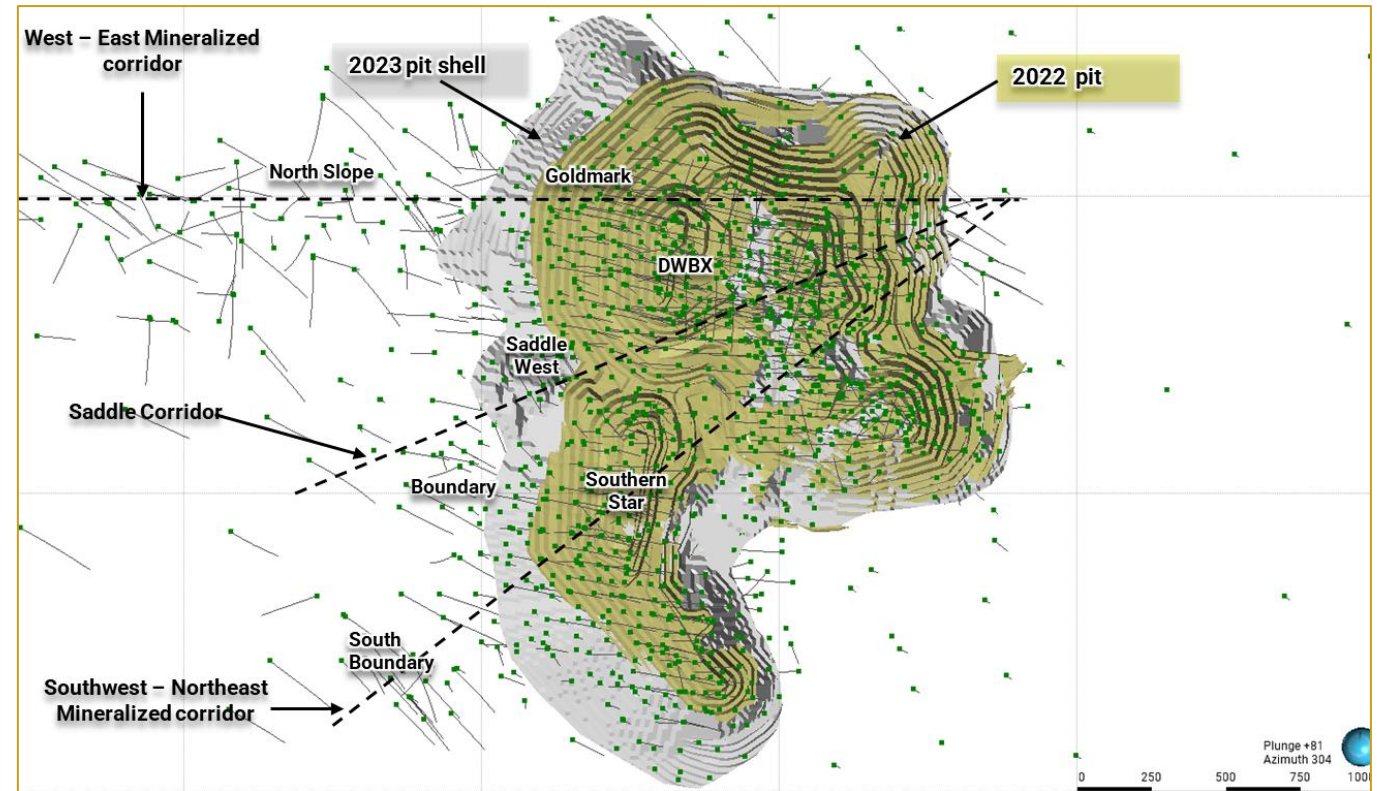 West – East Mineralized
corridor
2023 pit shell
2022 pit
North Slope
Goldmark
DWBX
Saddle
West
Saddle Corridor
Boundary
Southern
Star
South
Boundary
Southwest – Northeast
Mineralized corridor
Plunge +81
Azimuth 304
0 250 500 750